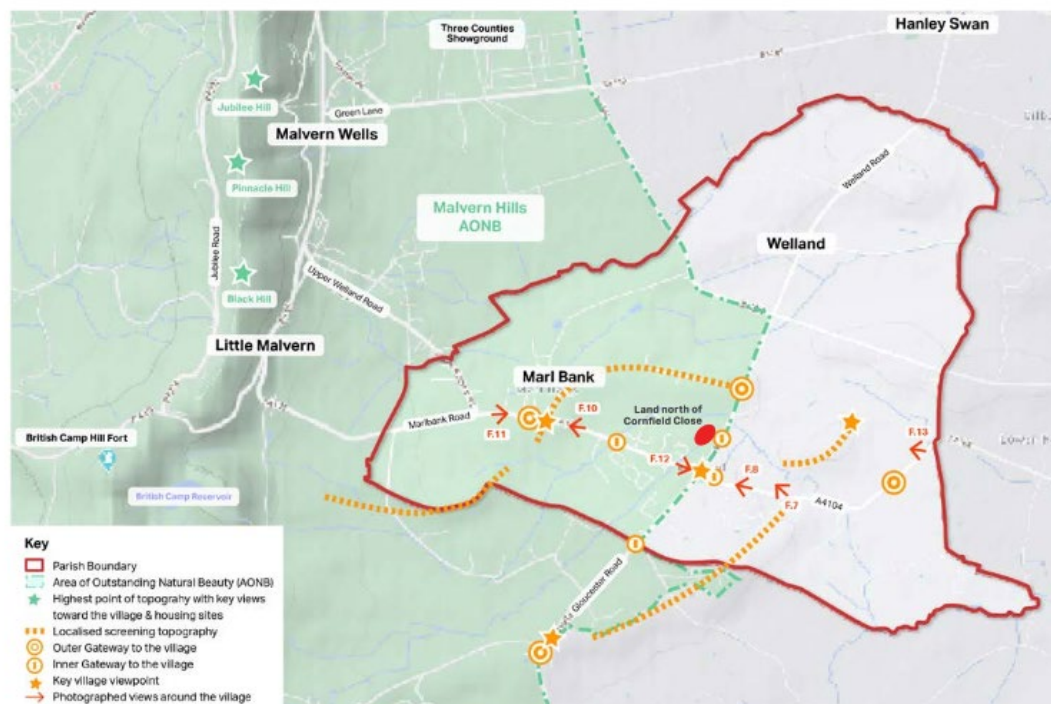 Hanley Swan
Three Counties
Showground
Jubilee Hill
Green Lane
Malvern Wells
Pinnacle Hill
Welland Road
Malvern Hills
AONB
Jubilee Road
Welland
Upper Welland Road
Black Hill
Little Malvern
Marl Bank
Land north of
Cornfield Close
Marlbank Road
F.10
F.11
F.13
British Camp Hill Fort
F.12
F.8
F.7
A4104
British Camp Reservoir
Gloucester Road
Key
Parish Boundary
Area of Outstanding Natural Beauty (AONB)
Highest point of topograhy with key views
toward the village & housing sites
Localised screening topography
Outer Gateway to the village
Inner Gateway to the village
Key village viewpoint
Photographed views around the village